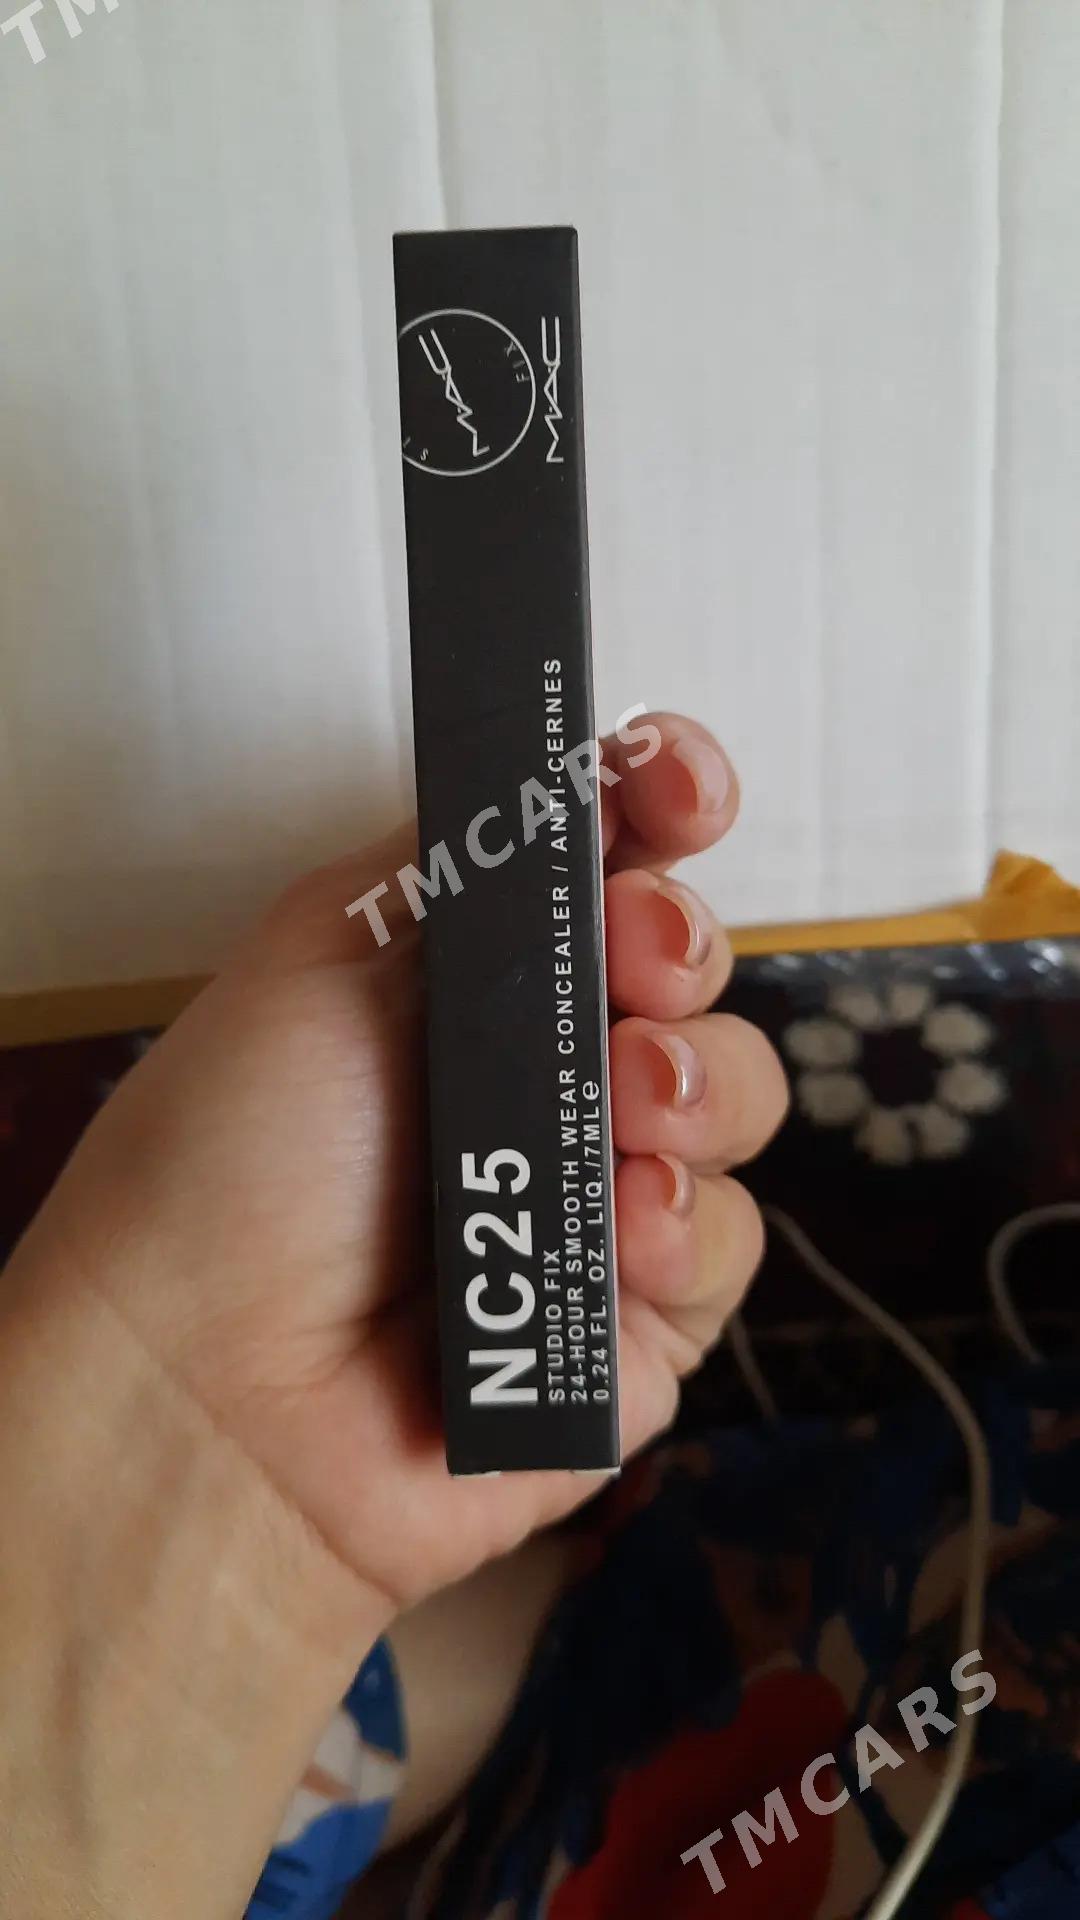 MAC
FIX
MAC
NC25
STUDIO FIX
24-HOUR SMOOTH WEAR CONCEALER / ANTI-CERNES
0.24 FL. OZ. LIQ./7MLe
TMCARS
TMCARS